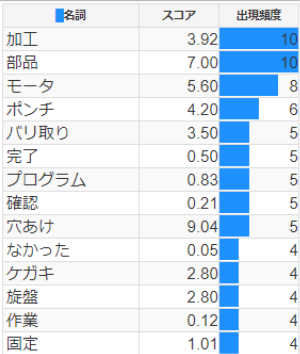 名詞 スコア 出現頻度
加工 3.92 10
部品 7.00 10
モータ 5.60 8
ポンチ 4.20 6
バリ取り 3.50 5
完了 0.50 5
プログラム 0.83 5
確認 0.21 5
穴あけ 9.04 5
なかった 0.05 4
ケガキ 2.80 4
旋盤 2.80 4
作業 0.12 4
固定 1.01 4